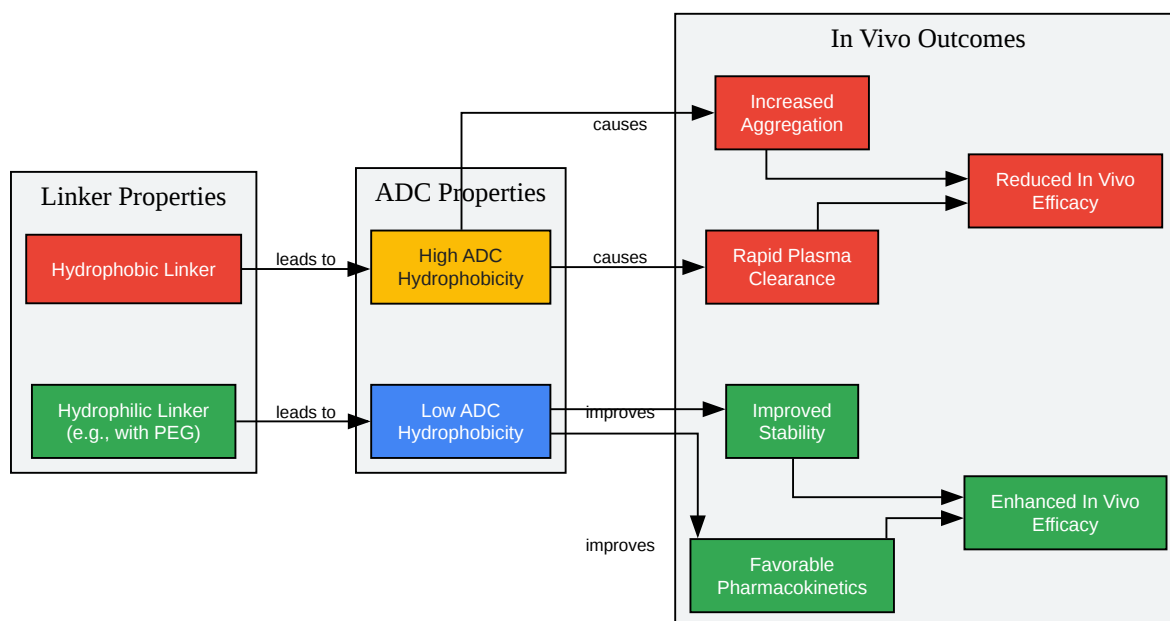 In Vivo Outcomes
Increased
Aggregation
causes
Linker Properties
ADC Properties
Reduced In Vivo
Efficacy
Hydrophobic Linker
leads to
High ADC
Hydrophobicity
causes
Rapid Plasma
Clearance
Hydrophilic Linker
(e.g., with PEG)
leads to
Low ADC
Hydrophobicity
improves
Improved
Stability
Enhanced In Vivo
Efficacy
improves
Favorable
Pharmacokinetics